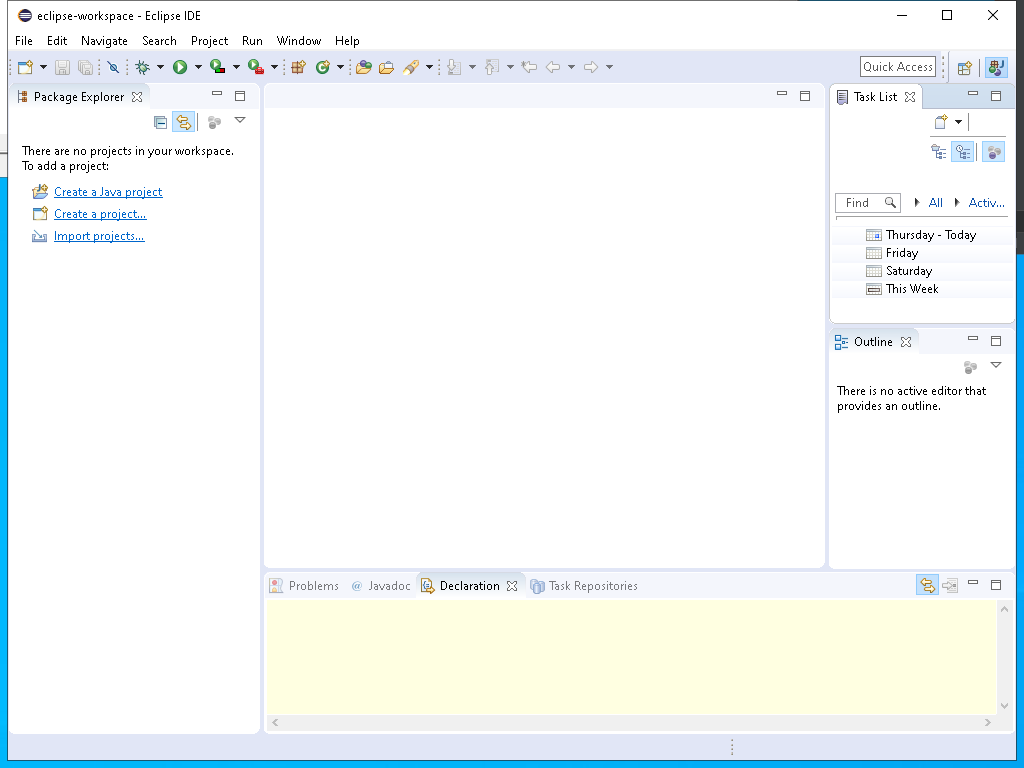 eclipse-workspace - Eclipse IDE
File Edit Navigate Search Project Run Window Help
Quick Access
Package Explorer
There are no projects in your workspace.
To add a project:
Create a Java project
Create a project...
Import projects...
Task List
Find All Activ...
Thursday - Today
Friday
Saturday
This Week
Outline
There is no active editor that
provides an outline.
Problems @ Javadoc Declaration Task Repositories